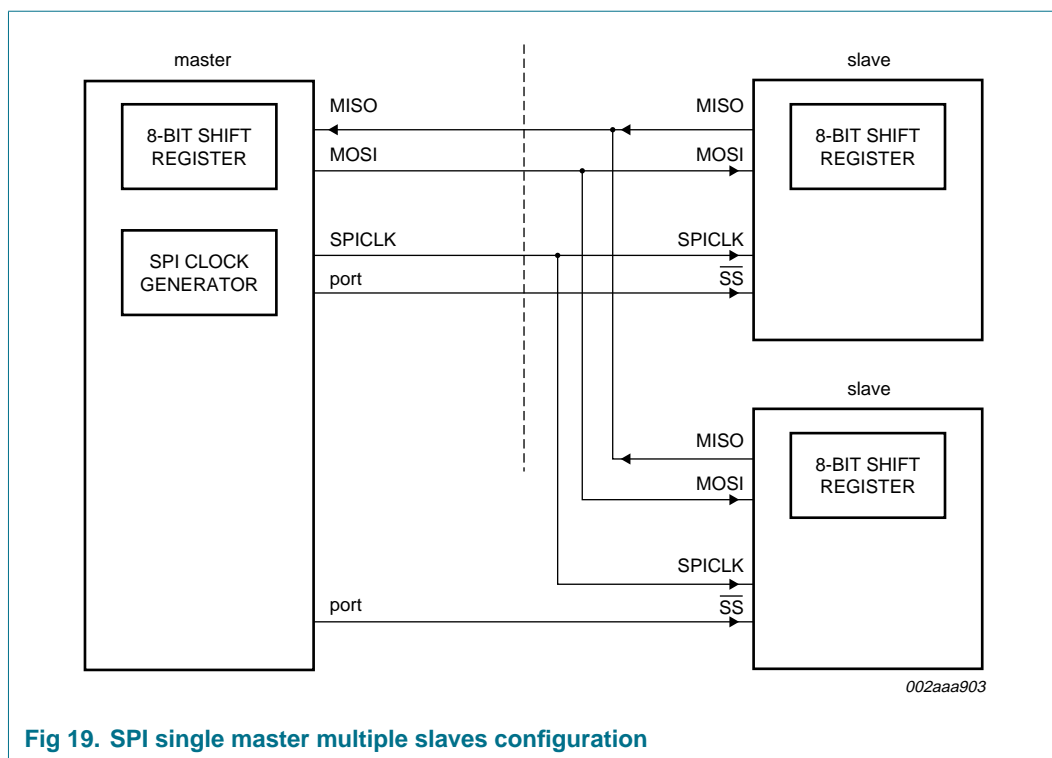 master
slave
8-BIT SHIFT
REGISTER
MISO
MISO
8-BIT SHIFT
REGISTER
MOSI
MOSI
SPI CLOCK
GENERATOR
SPICLK
SPICLK
port
S̅S̅
slave
MISO
8-BIT SHIFT
REGISTER
MOSI
SPICLK
port
S̅S̅
002aaa903
Fig 19. SPI single master multiple slaves configuration